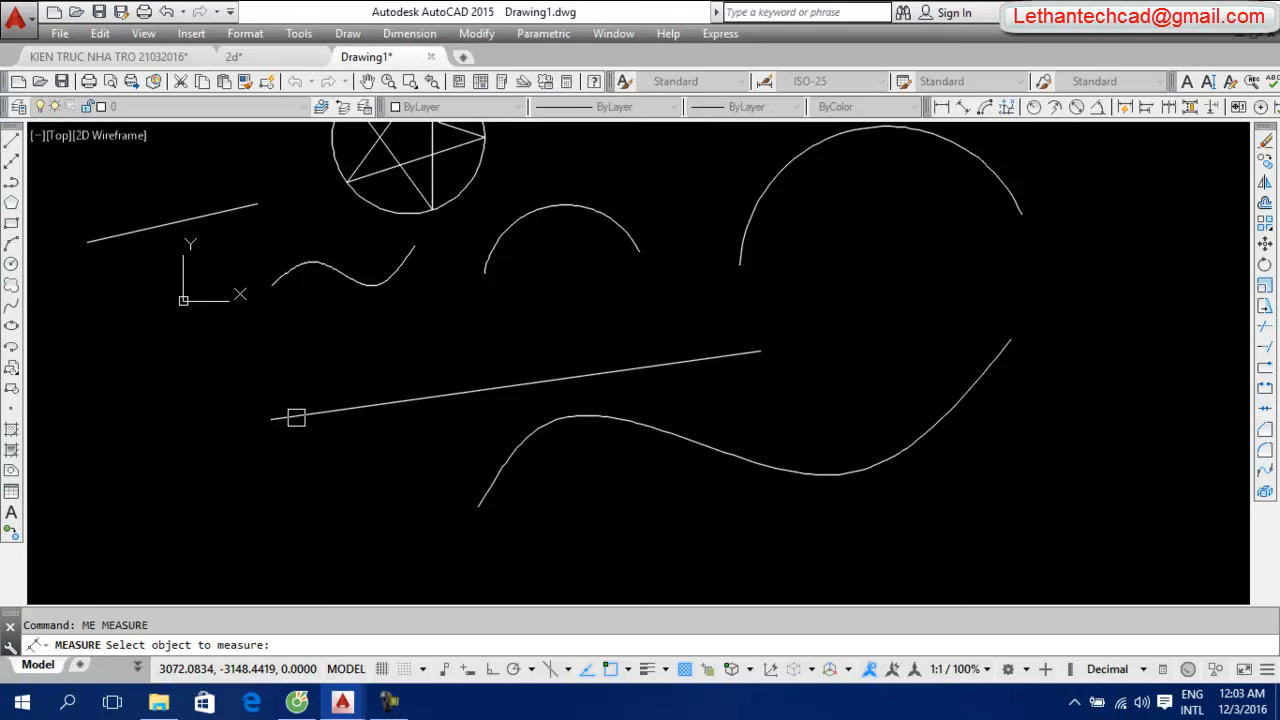 Autodesk AutoCAD 2015 Drawing1.dwg
Type a keyword or phrase
Sign In
Lethantechcad@gmail.com
File Edit View Insert Format Tools Draw Dimension Modify Parametric Window Help Express
KIEN TRUC NHA TRO 21032016* 2d* Drawing1*
Standard ISO-25 Standard Standard
0 ByLayer ByLayer ByLayer ByColor
[−][Top][2D Wireframe]
Y
X
Command: ME MEASURE
MEASURE Select object to measure:
Model 3072.0834, -3148.4419, 0.0000 MODEL 1:1 / 100% Decimal
ENG 12:03 AM
INTL 12/3/2016